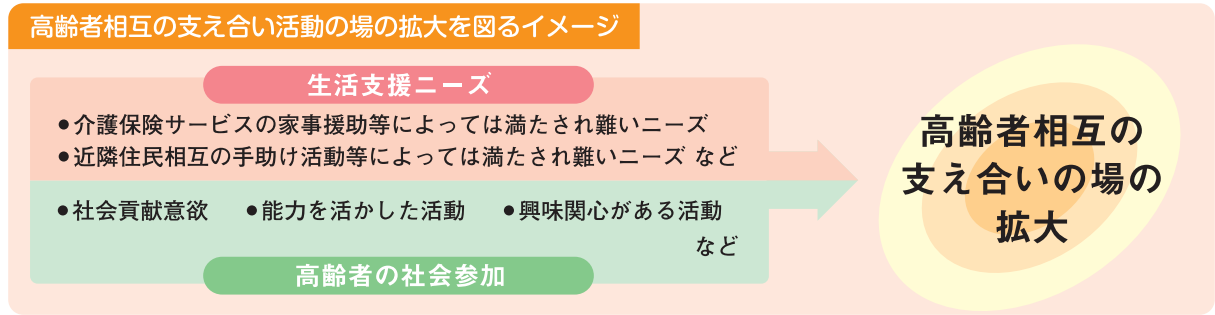 高齢者相互の支え合い活動の場の拡大を図るイメージ
生活支援ニーズ
●介護保険サービスの家事援助等によっては満たされ難いニーズ
●近隣住民相互の手助け活動等によっては満たされ難いニーズ など
●社会貢献意欲 ●能力を活かした活動 ●興味関心がある活動
など
高齢者の社会参加
高齢者相互の
支え合いの場の
拡大